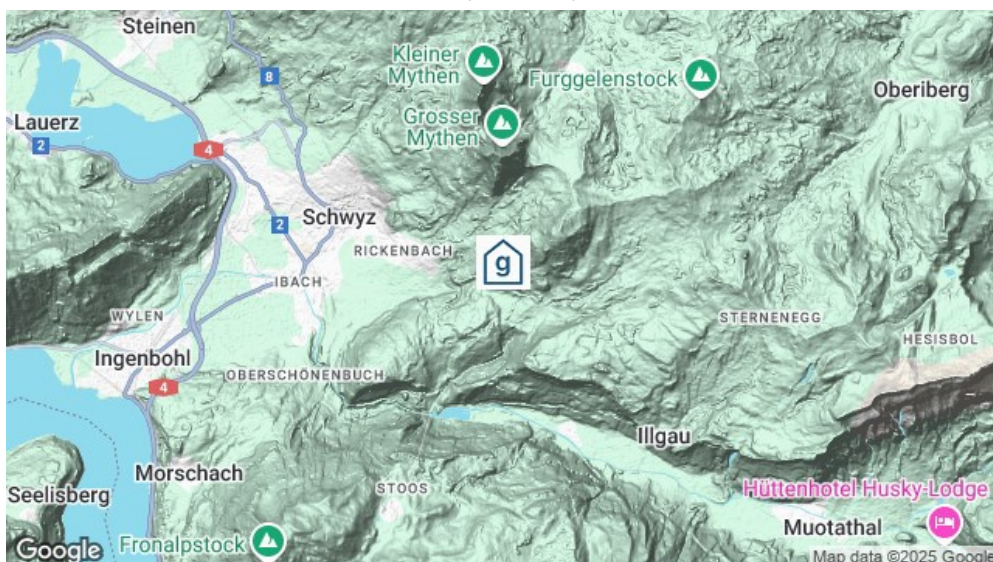 Steinen
Kleiner
Mythen
8
Furggelenstock
Oberiberg
Lauerz
Grosser
Mythen
2
4
Schwyz
2
RICKENBACH
g
IBACH
WYLEN
STERNENEGG
HESISBOL
Ingenbohl
4
OBERSCHÖNENBUCH
Illgau
Morschach
STOOS
Seelisberg
Hüttenhotel Husky-Lodge
Muotathal
Fronalpstock
Google
Map data ©2025 Google